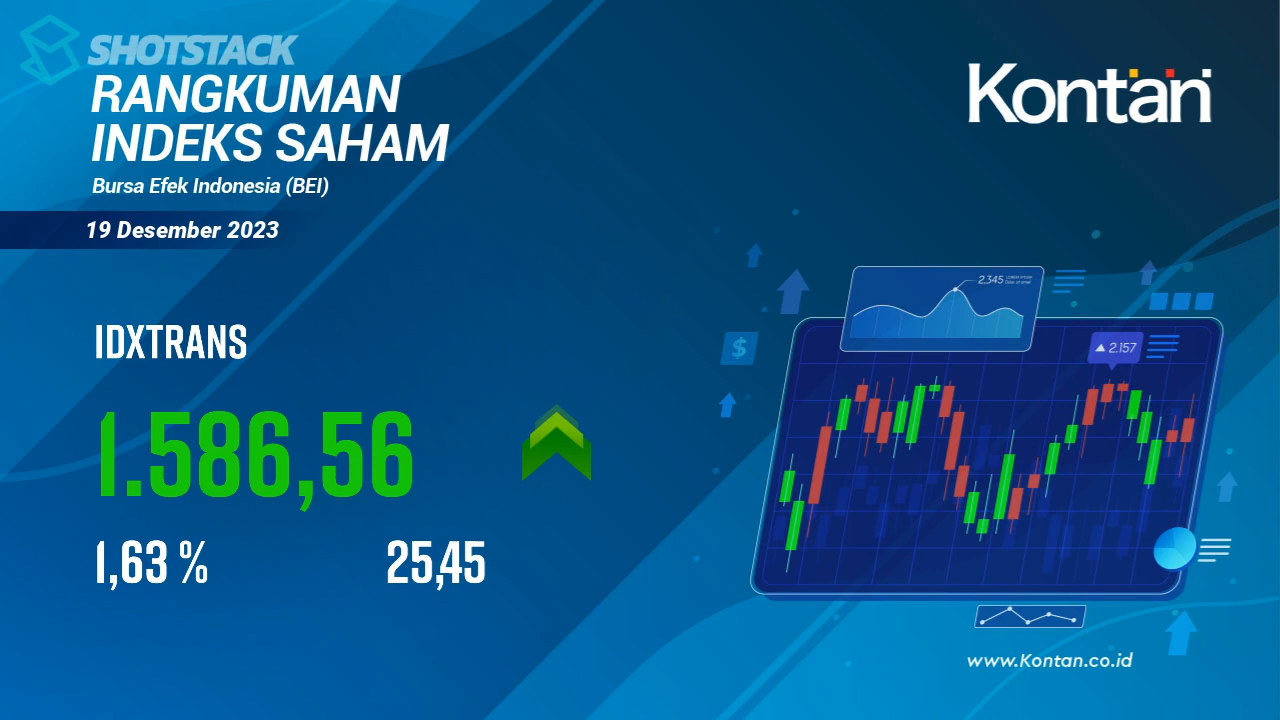 SHOTSTACK
RANGKUMAN
INDEKS SAHAM
Bursa Efek Indonesia (BEI)
19 Desember 2023
Kontan
IDXTRANS
1.586,56
1,63 %
25,45
2.345
$
2.157
www.Kontan.co.id